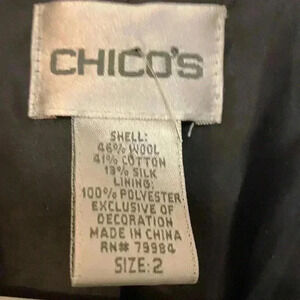 CHICO'S
SHELL:
46% WOOL
41% COTTON
13% SILK
LINING:
100% POLYESTER
EXCLUSIVE OF
DECORATION
MADE IN CHINA
RN# 79984
SIZE: 2